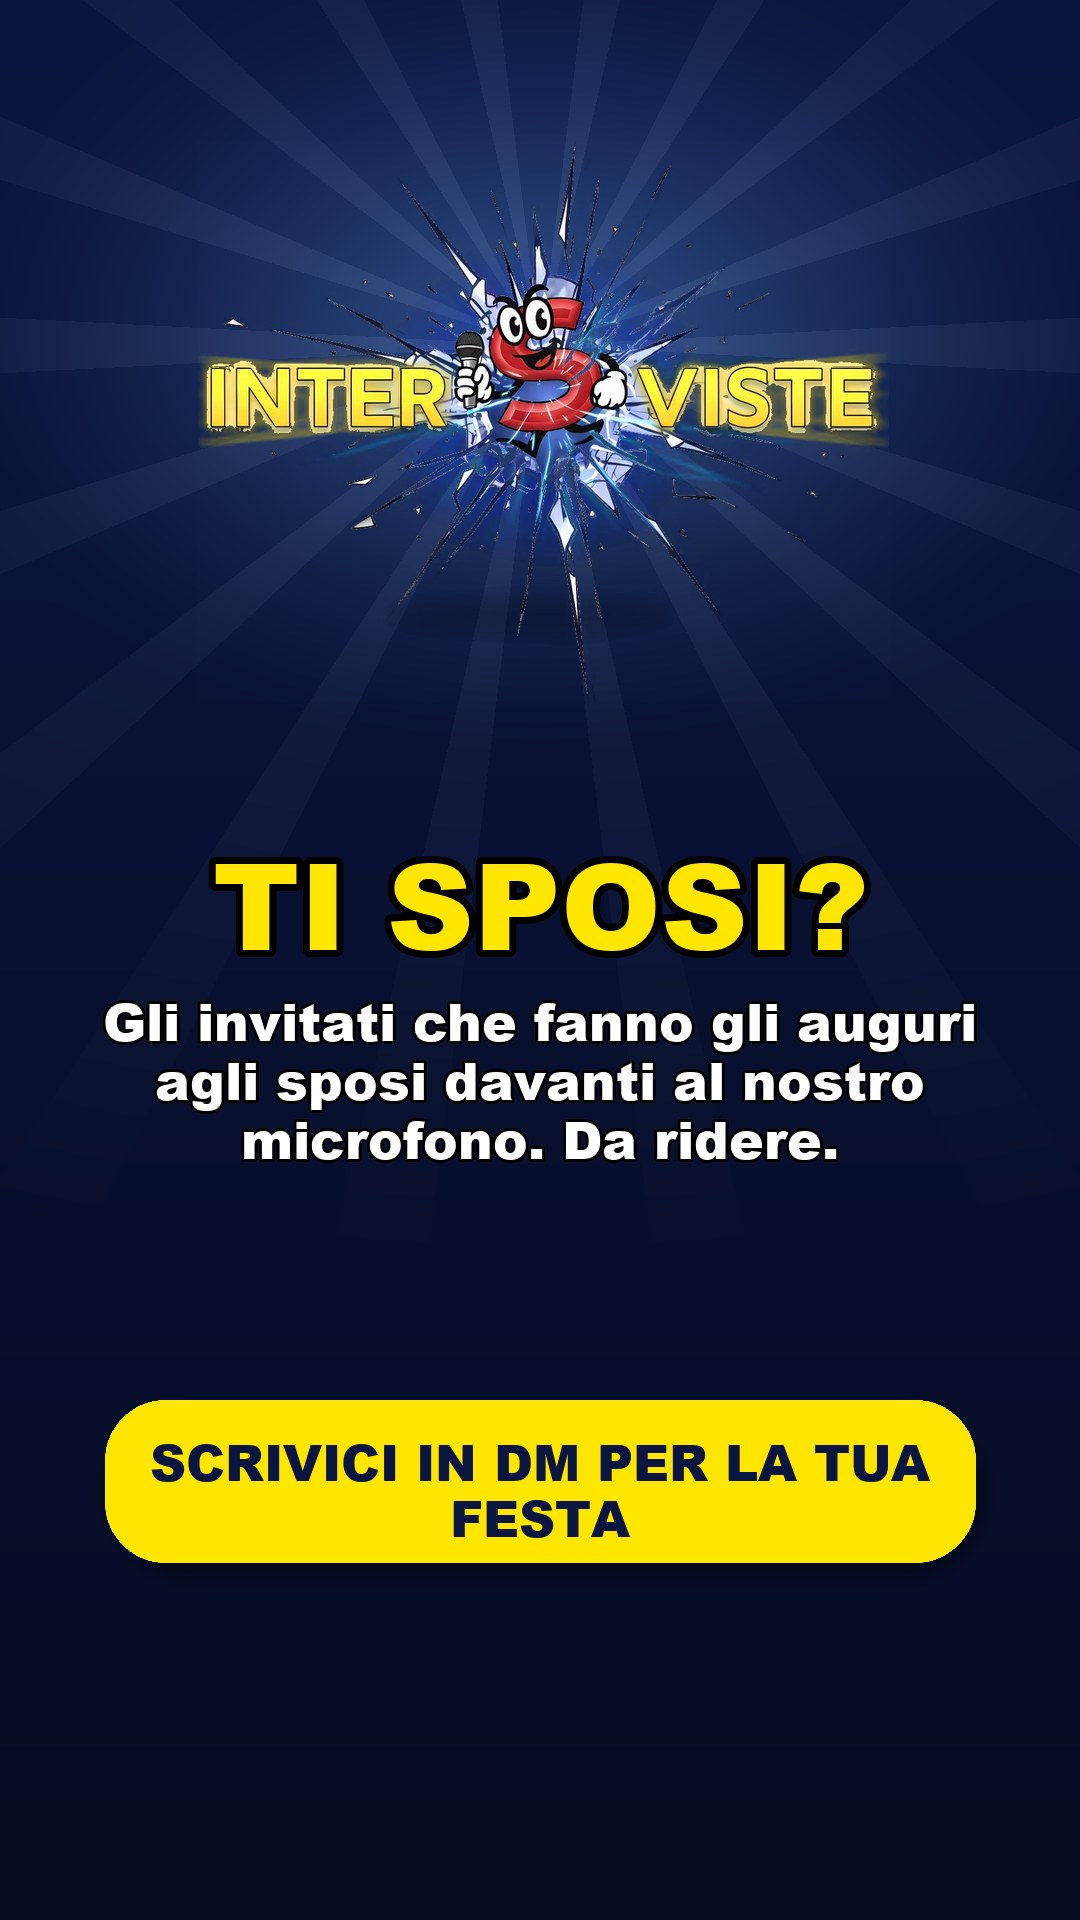 INTER S VISTE
TI SPOSI?
Gli invitati che fanno gli auguri
agli sposi davanti al nostro
microfono. Da ridere.
SCRIVICI IN DM PER LA TUA
FESTA